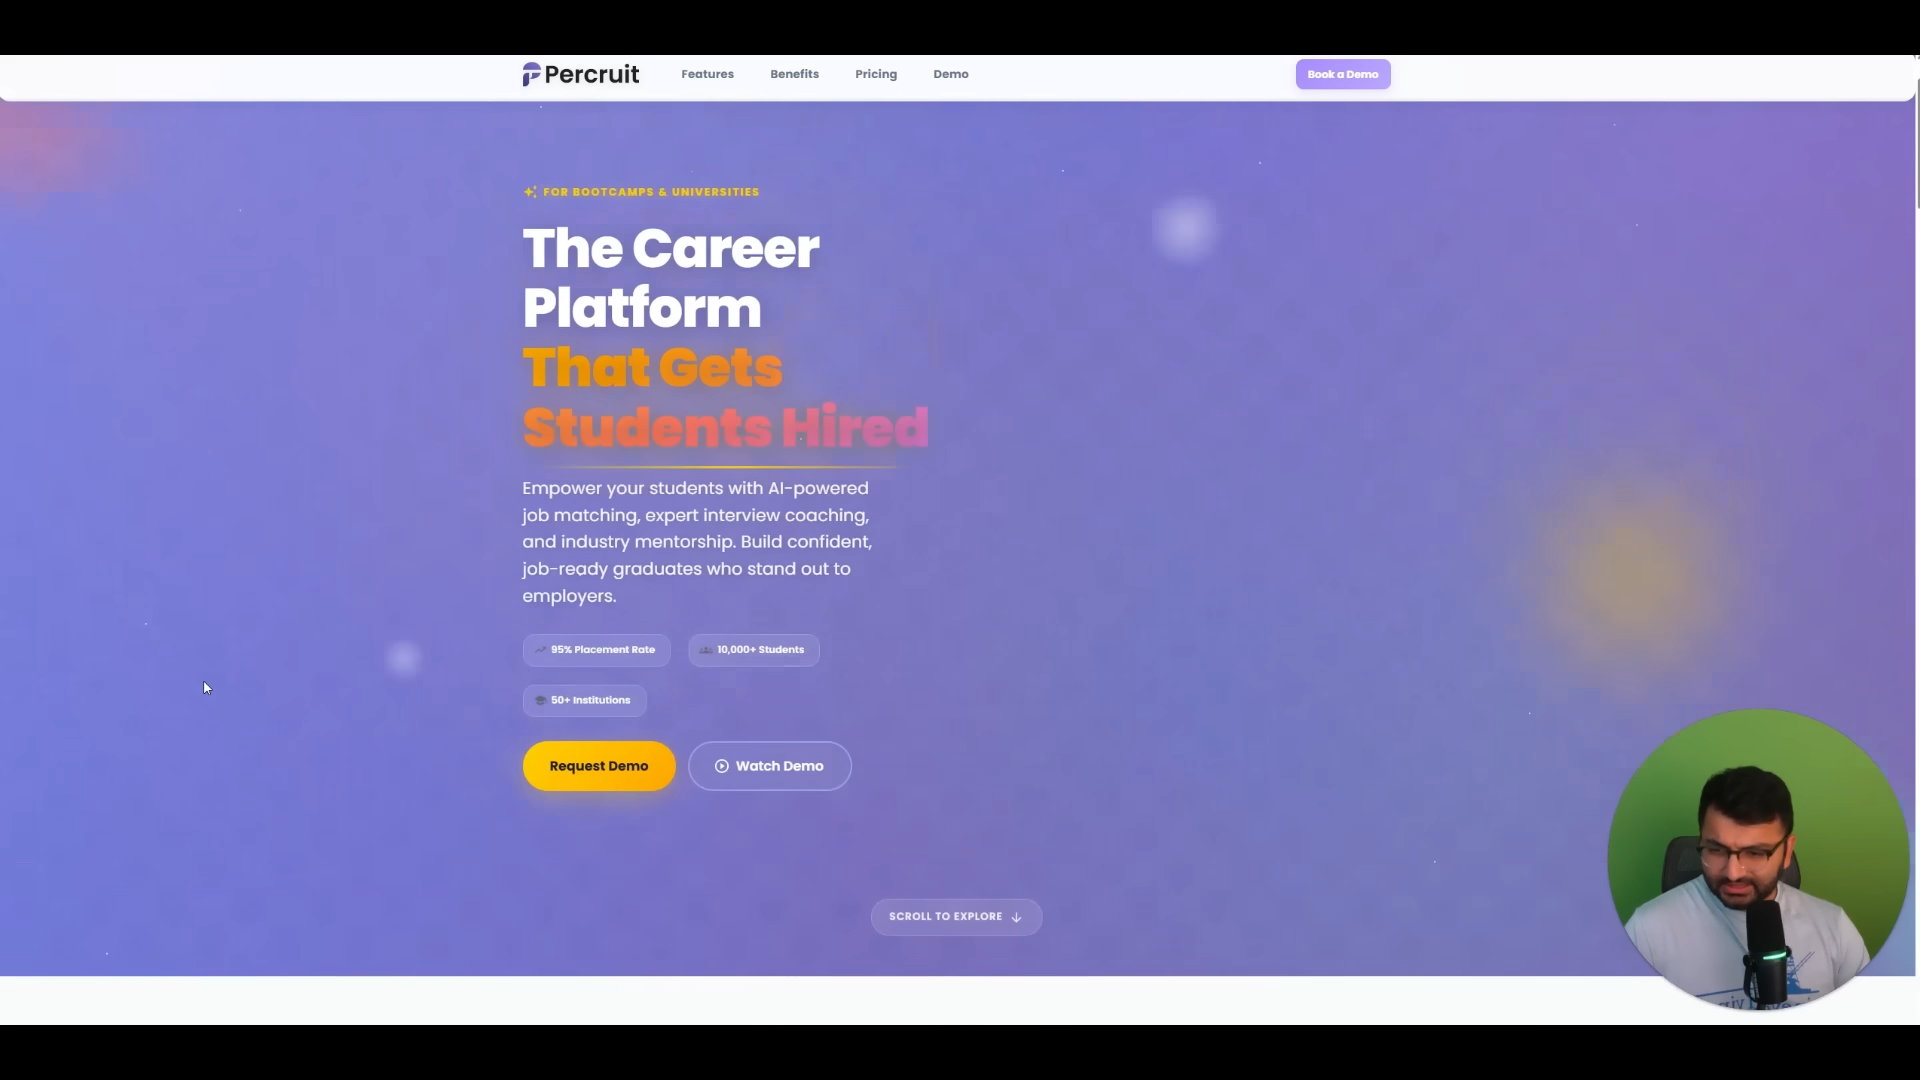 Percruit
Features
Benefits
Pricing
Demo
Book a Demo
FOR BOOTCAMPS & UNIVERSITIES
The Career
Platform
That Gets
Students Hired
Empower your students with AI-powered
job matching, expert interview coaching,
and industry mentorship. Build confident,
job-ready graduates who stand out to
employers.
95% Placement Rate
10,000+ Students
50+ Institutions
Request Demo
Watch Demo
SCROLL TO EXPLORE